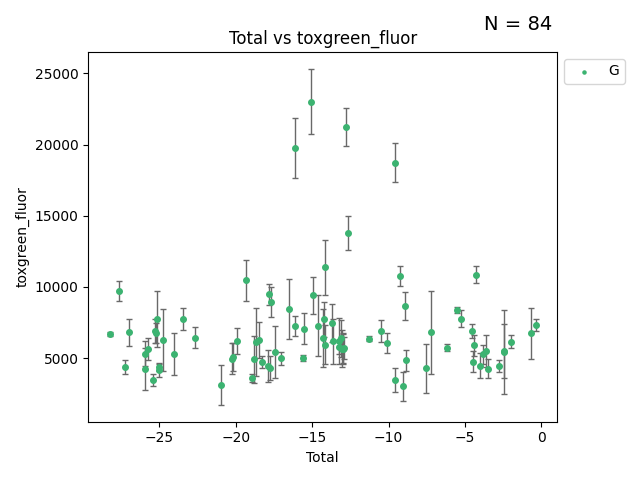 N = 84
Total vs toxgreen_fluor
G
25000
20000
15000
10000
5000
toxgreen_fluor
−25 −20 −15 −10 −5 0
Total